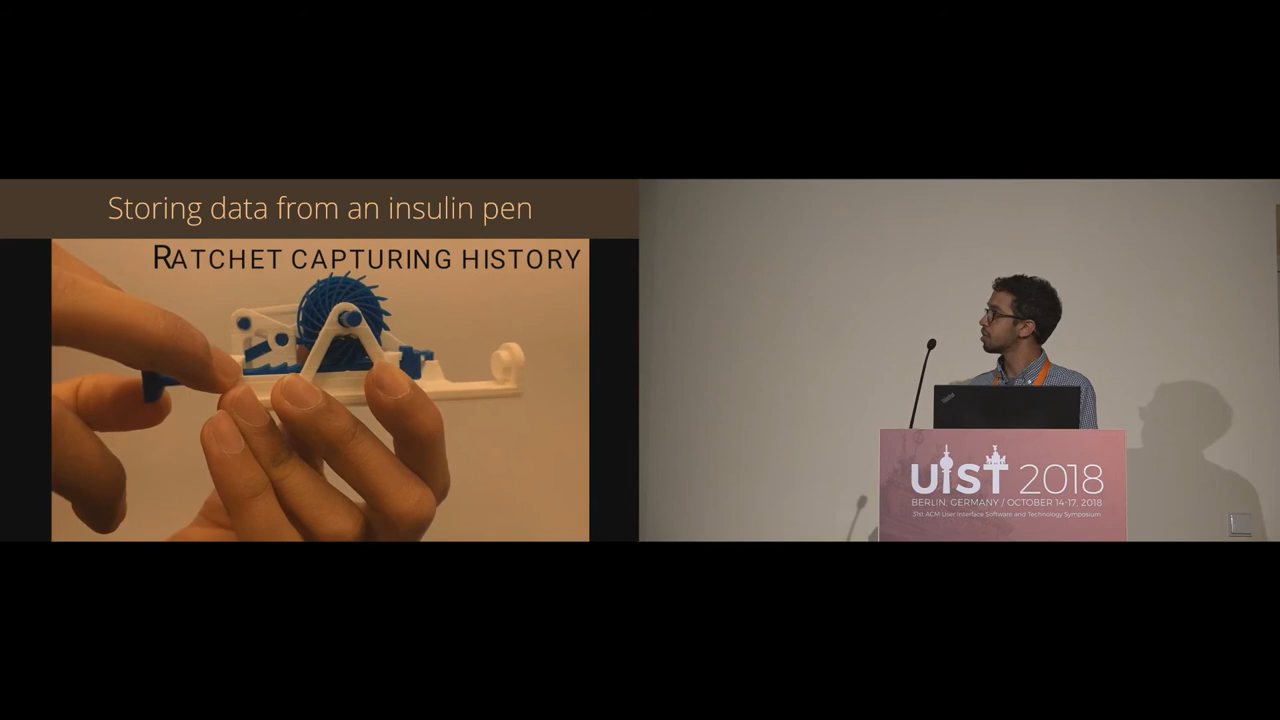 Storing data from an insulin pen
RATCHET CAPTURING HISTORY
UIST 2018
BERLIN, GERMANY / OCTOBER 14-17, 2018
31st ACM User Interface Software and Technology Symposium